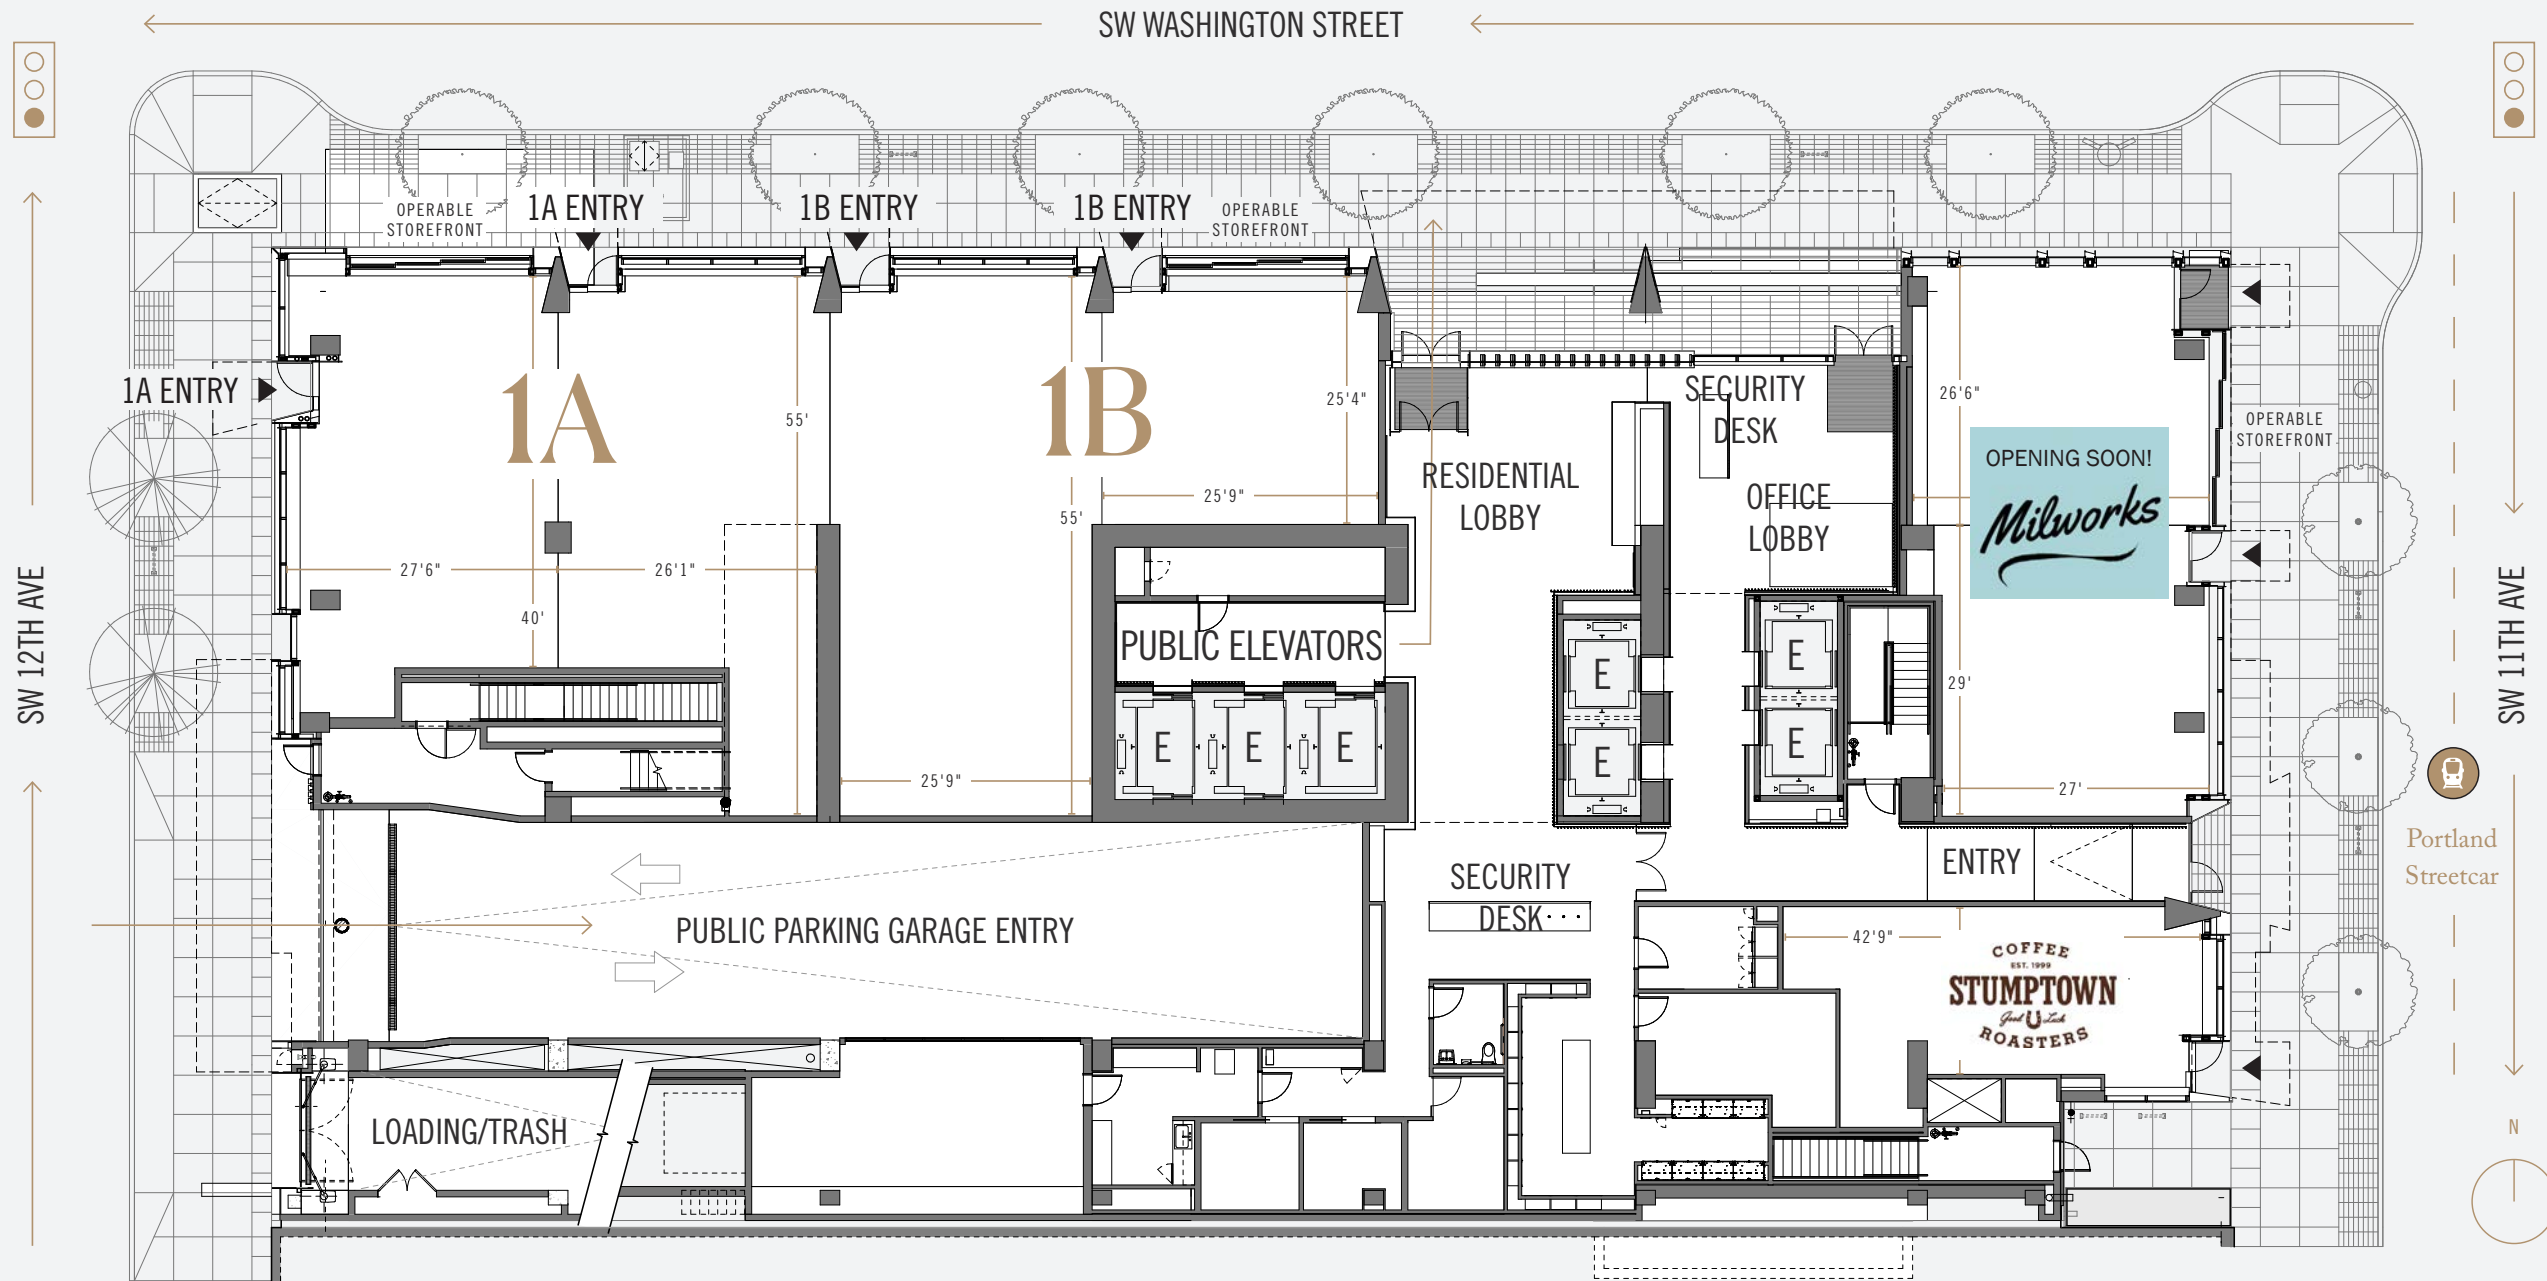 SW WASHINGTON STREET
OPERABLE
STOREFRONT
1A ENTRY
1B ENTRY
1B ENTRY
OPERABLE
STOREFRONT
1A ENTRY
1A
1B
55'
25'4"
25'9"
55'
27'6"
26'1"
40'
25'9"
RESIDENTIAL
LOBBY
SECURITY
DESK
OFFICE
LOBBY
26'6"
OPENING SOON!
Milworks
OPERABLE
STOREFRONT
29'
27'
PUBLIC ELEVATORS
E
E
E
E
E
E
E
SW 12TH AVE
SW 11TH AVE
Portland
Streetcar
ENTRY
SECURITY
DESK
PUBLIC PARKING GARAGE ENTRY
42'9"
COFFEE
EST. 1999
STUMPTOWN
Good Luck
ROASTERS
LOADING/TRASH
N